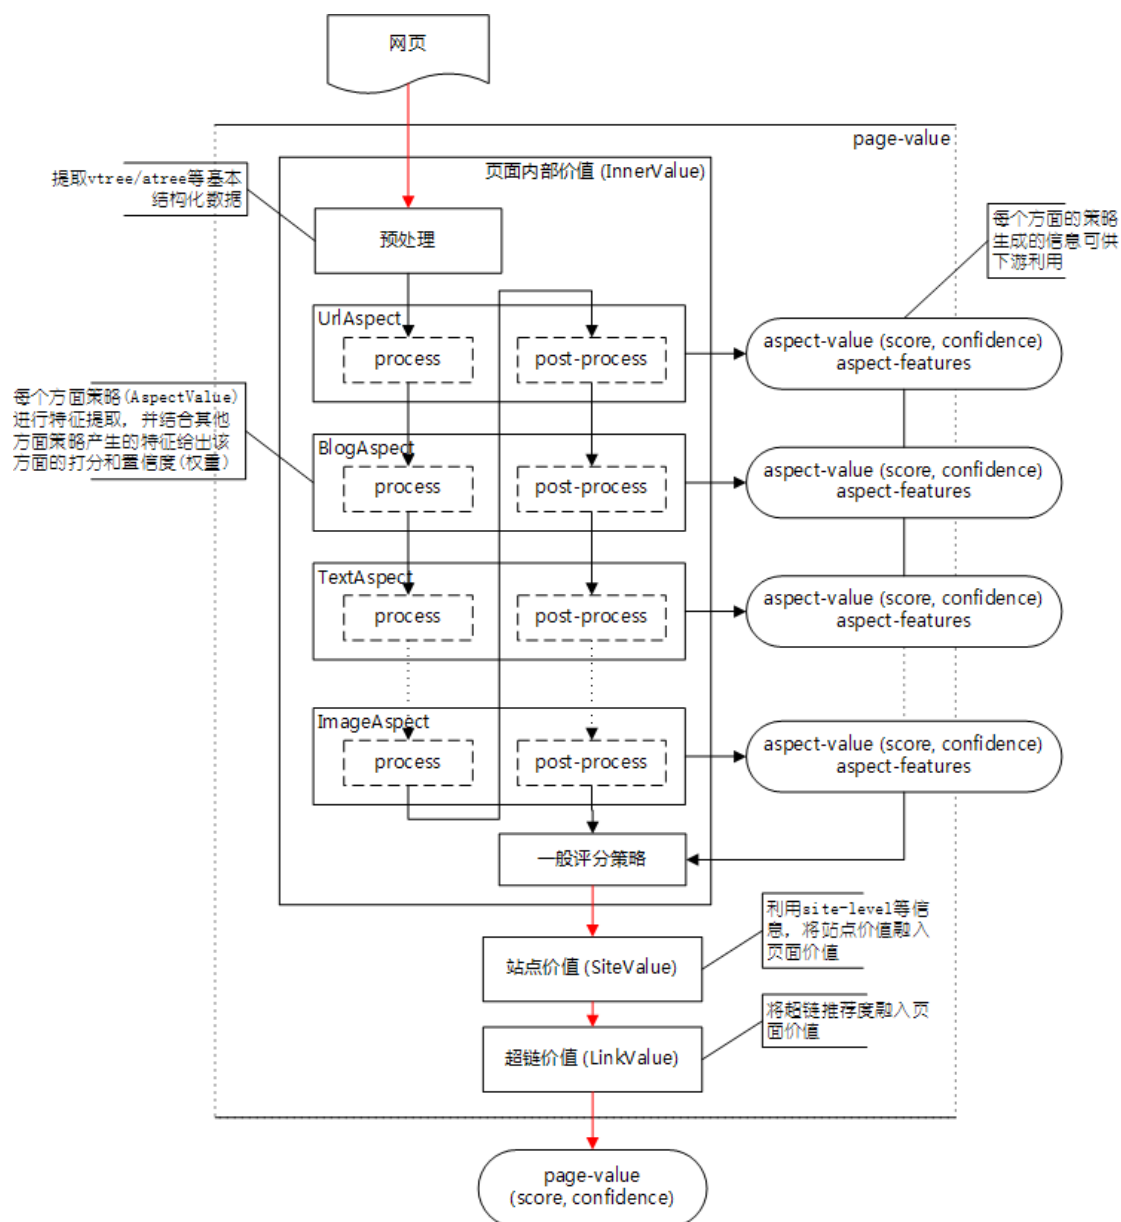 网页
page-value
页面内部价值 (InnerValue)
提取vtree/atree等基本
结构化数据
预处理
每个方面的策略
生成的信息可供
下游利用
UrlAspect
process
post-process
aspect-value (score, confidence)
aspect-features
每个方面策略(AspectValue)
进行特征提取, 并结合其他
方面策略产生的特征给出该
方面的打分和置信度(权重)
BlogAspect
process
post-process
aspect-value (score, confidence)
aspect-features
TextAspect
process
post-process
aspect-value (score, confidence)
aspect-features
ImageAspect
process
post-process
aspect-value (score, confidence)
aspect-features
一般评分策略
利用site-level等信
息, 将站点价值融入
页面价值
站点价值 (SiteValue)
将超链推荐度融入页
面价值
超链价值 (LinkValue)
page-value
(score, confidence)